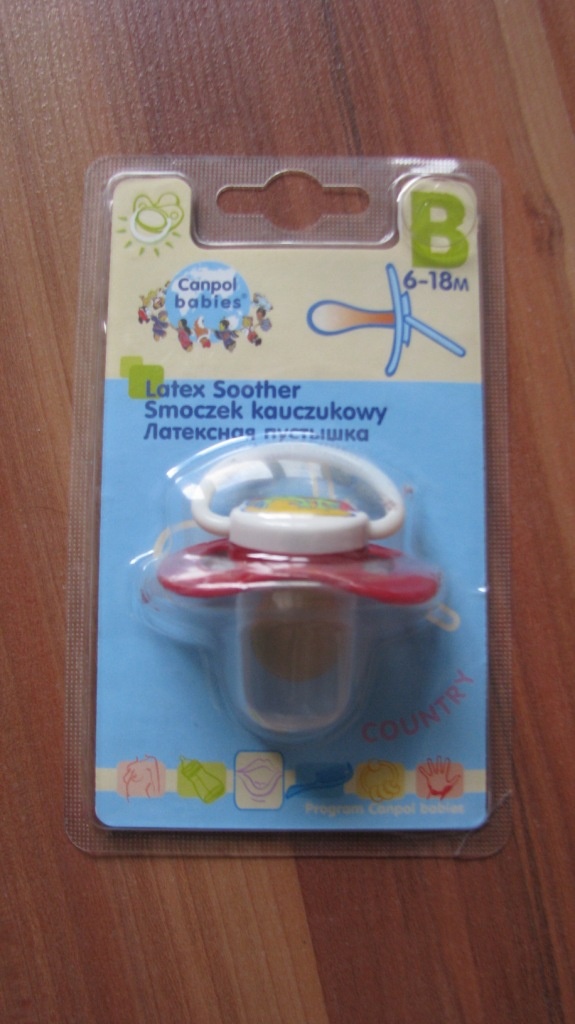 B
6-18M
Canpol
babies®
Latex Soother
Smoczek kauczukowy
Латексная пустышка
COUNTRY
Program Canpol babies